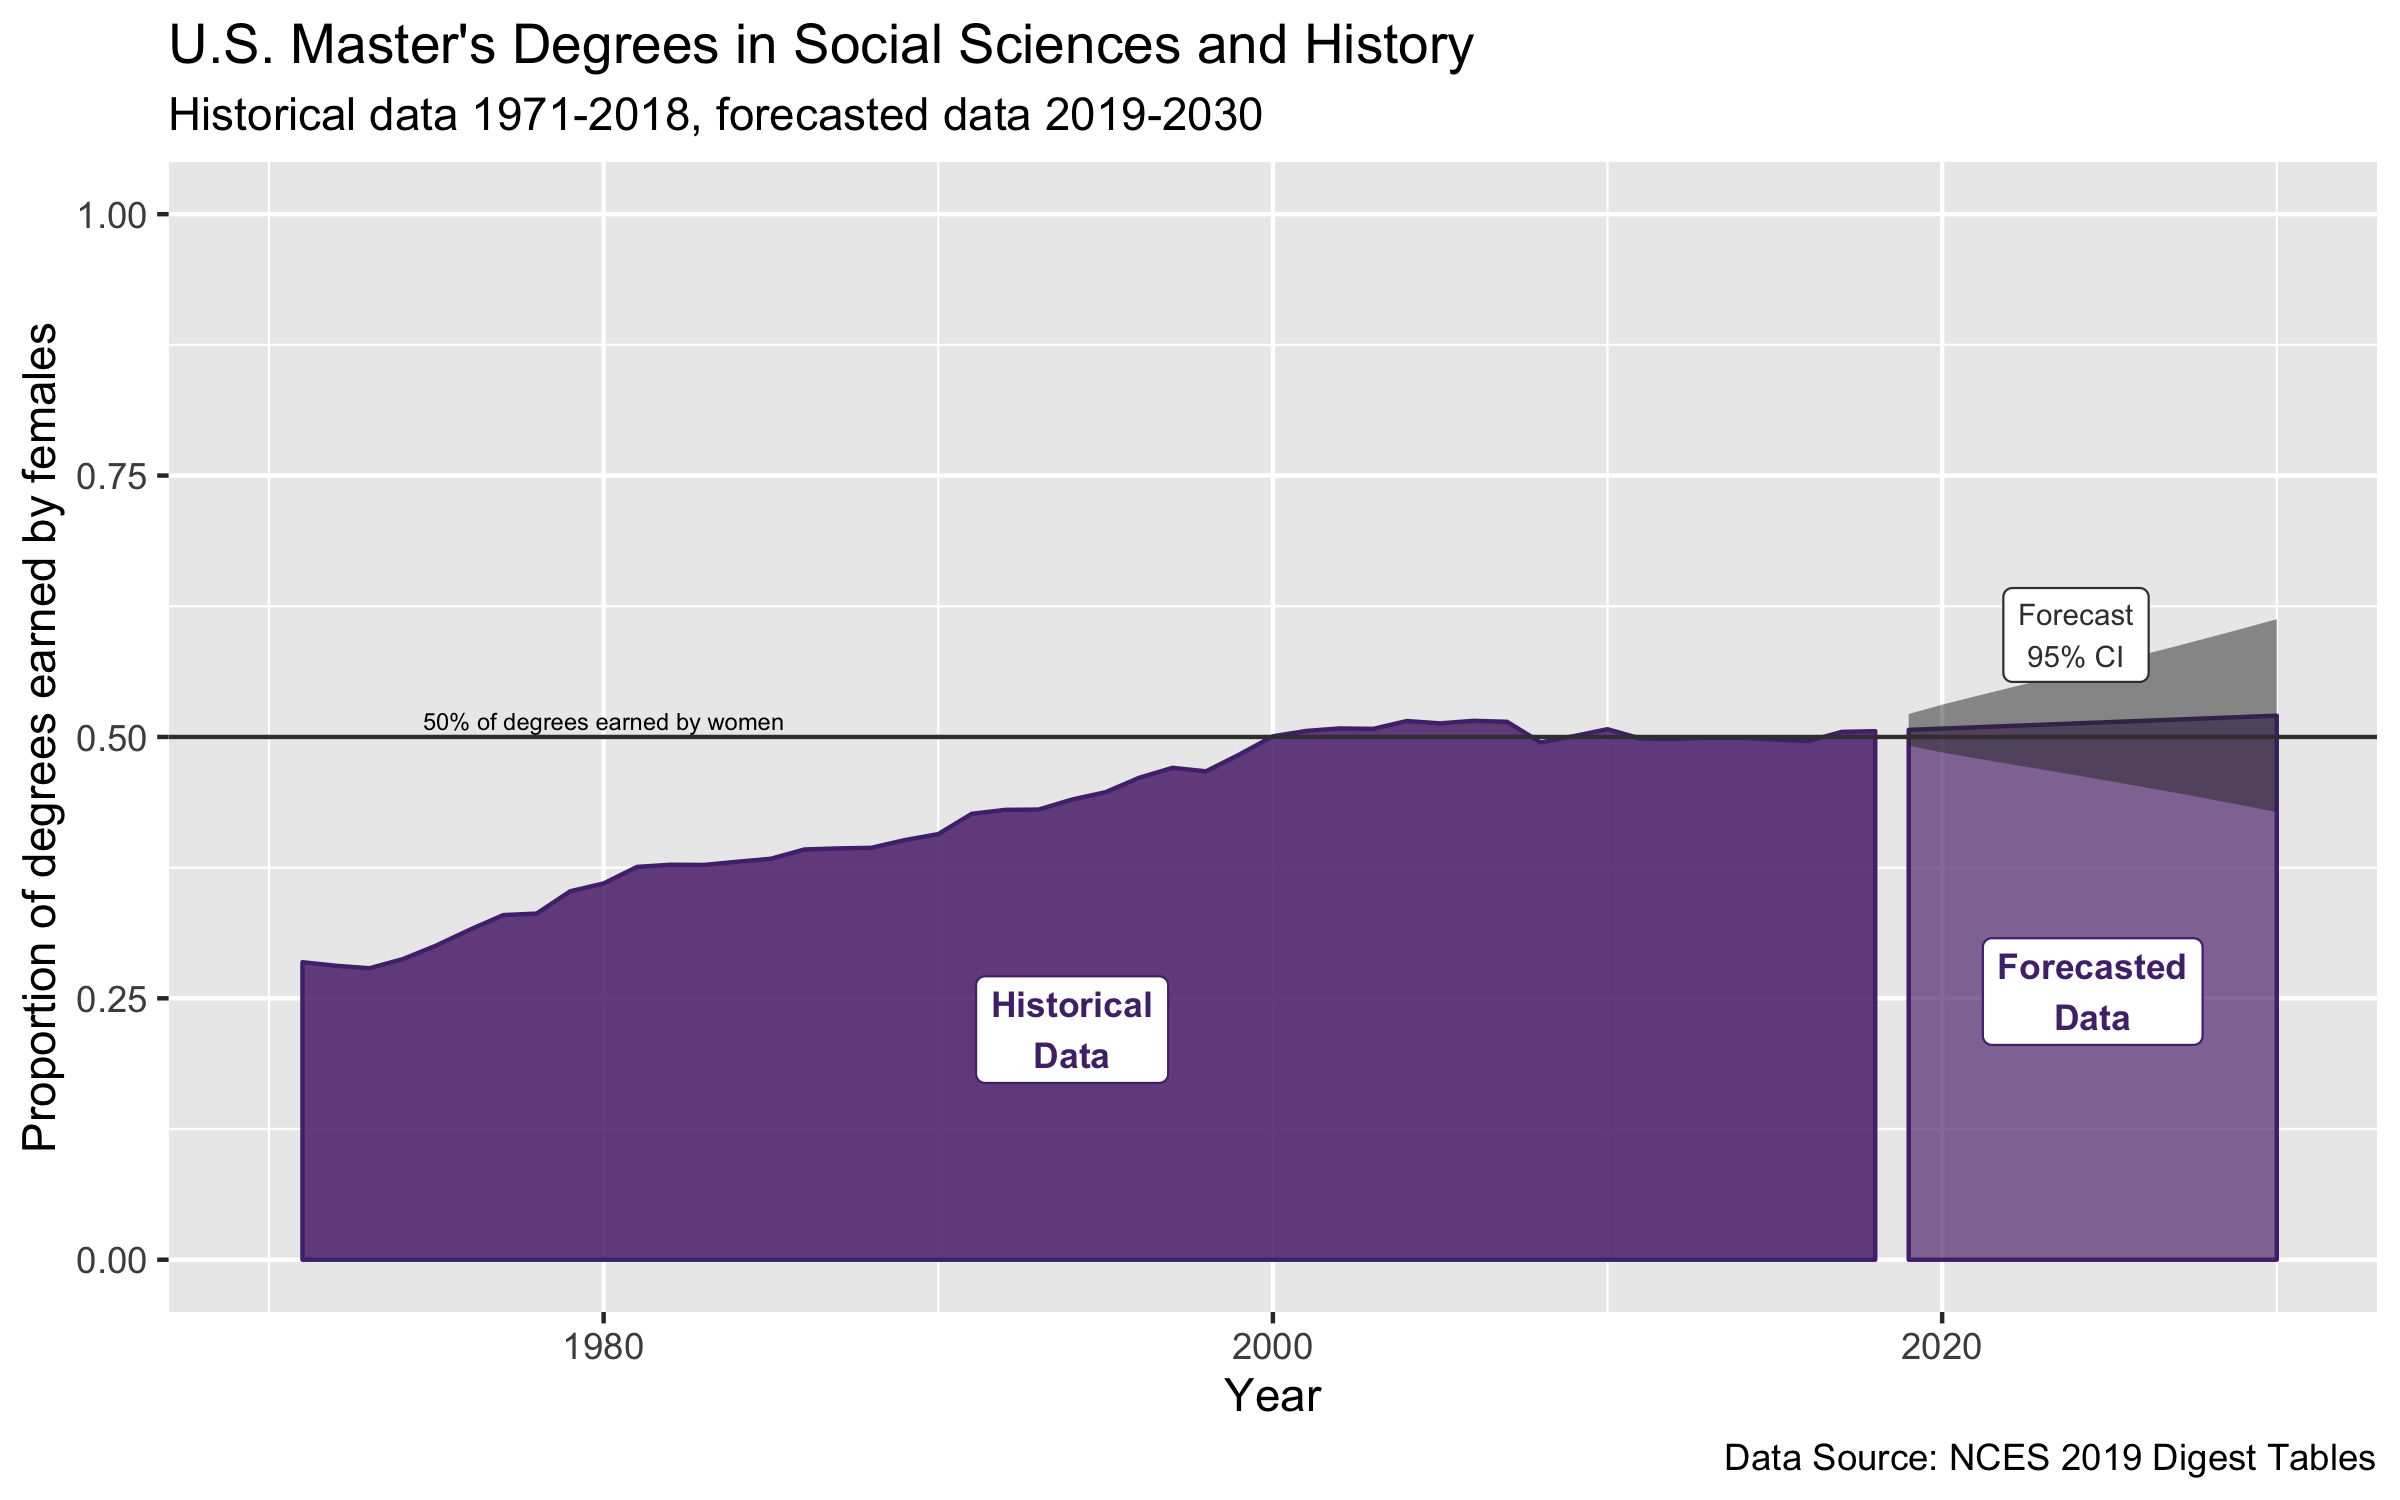 U.S. Master's Degrees in Social Sciences and History
Historical data 1971-2018, forecasted data 2019-2030
Proportion of degrees earned by females
1.00
0.75
0.50
0.25
0.00
50% of degrees earned by women
Forecast
95% CI
Historical
Data
Forecasted
Data
1980
2000
2020
Year
Data Source: NCES 2019 Digest Tables